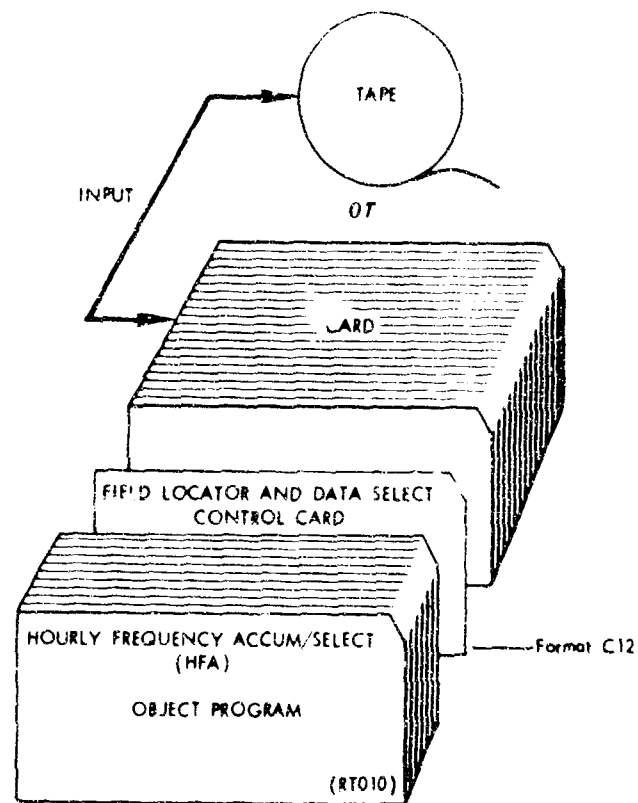 TAPE
INPUT
OT
CARD
FIELD LOCATOR AND DATA SELECT
CONTROL CARD
HOURLY FREQUENCY ACCUM/SELECT
(HFA)
Format C12
OBJECT PROGRAM
(RT010)